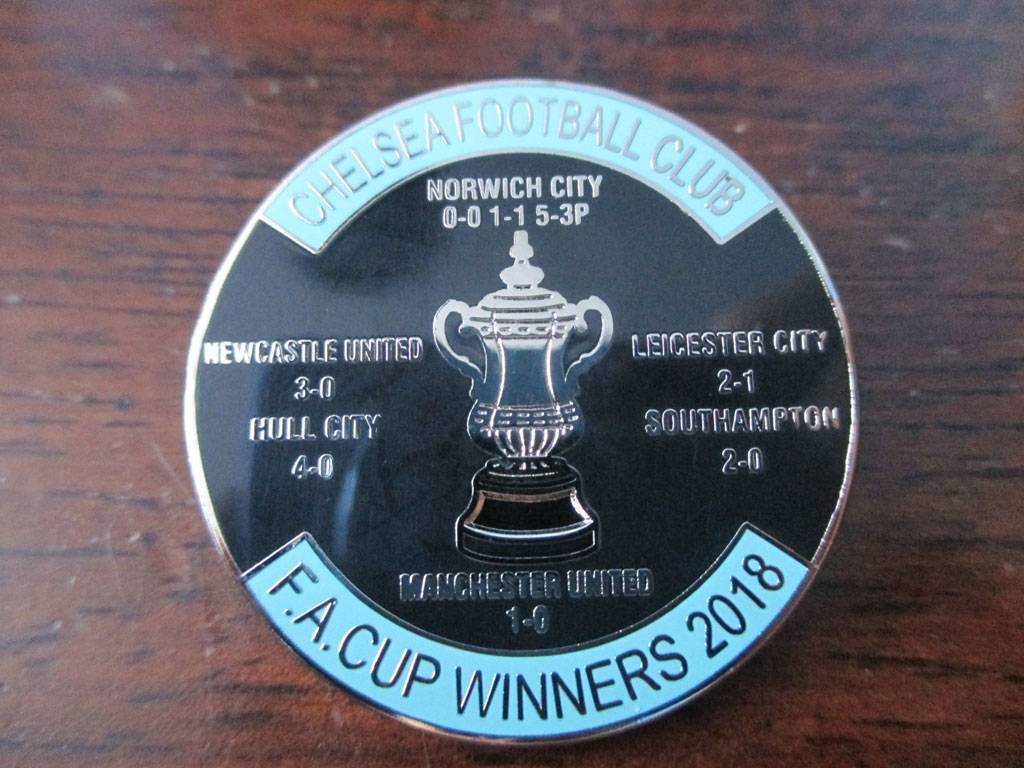 CHELSEA FOOTBALL CLUB
NORWICH CITY
0-0 1-1 5-3P
NEWCASTLE UNITED
3-0
HULL CITY
4-0
LEICESTER CITY
2-1
SOUTHAMPTON
2-0
MANCHESTER UNITED
1-0
F.A.CUP WINNERS 2018